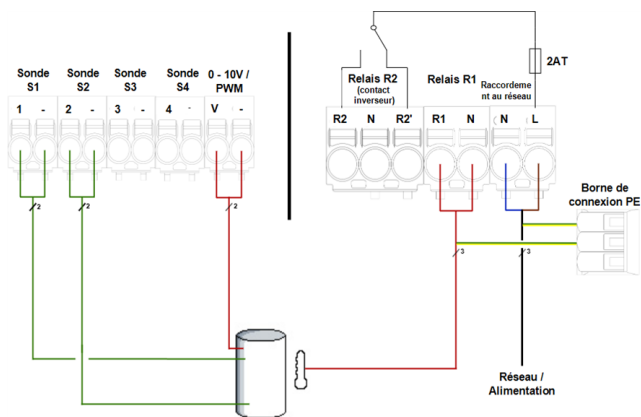 Sonde S1
Sonde S2
Sonde S3
Sonde S4
0 - 10V / PWM
1 - 2 - 3 - 4 - V -
2
2
Relais R2
(contact
inverseur)
Relais R1
2AT
Raccordeme
nt au réseau
R2 N R2' R1 N N L
Borne de
connexion PE
3
3
Réseau /
Alimentation